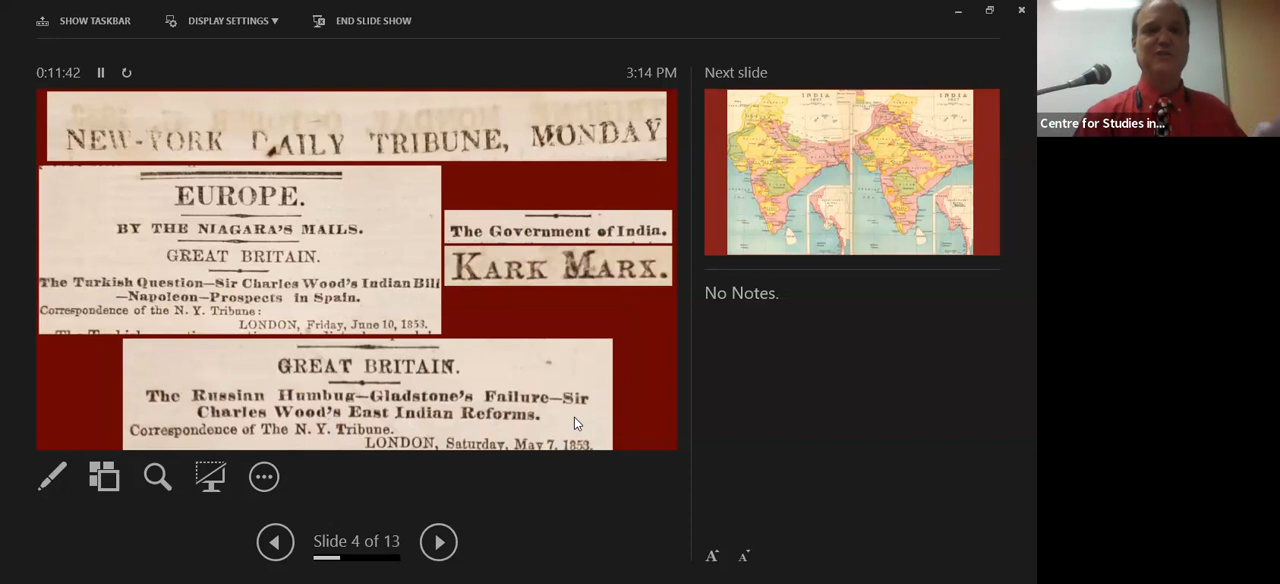 SHOW TASKBAR
DISPLAY SETTINGS ▼
END SLIDE SHOW
0:11:42
3:14 PM
Next slide
NEW-YORK DAILY TRIBUNE, MONDAY
EUROPE.
BY THE NIAGARA'S MAILS.
GREAT BRITAIN.
The Turkish Question—Sir Charles Wood's Indian Bill
—Napoleon—Prospects in Spain.
Correspondence of the N. Y. Tribune:
LONDON, Friday, June 10, 1853.
The Government of India.
KARK MARX.
GREAT BRITAIN.
The Russian Humbug—Gladstone's Failure—Sir
Charles Wood's East Indian Reforms.
Correspondence of The N. Y. Tribune.
LONDON, Saturday, May 7, 1853.
INDIA
INDIA
No Notes.
Slide 4 of 13
A
A
Centre for Studies in...